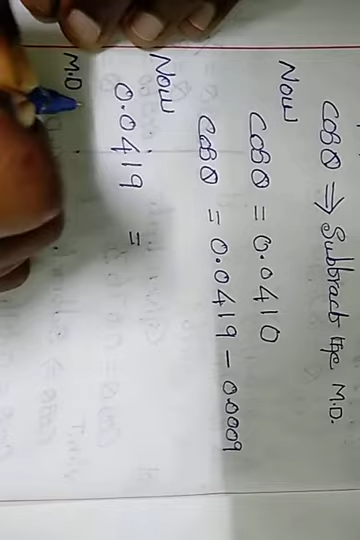 Cos θ ⇒ Subtract the M.D.
Now
Cos θ = 0.0410
Cos θ = 0.0419 - 0.0009
Now
0.0419 =
M.D